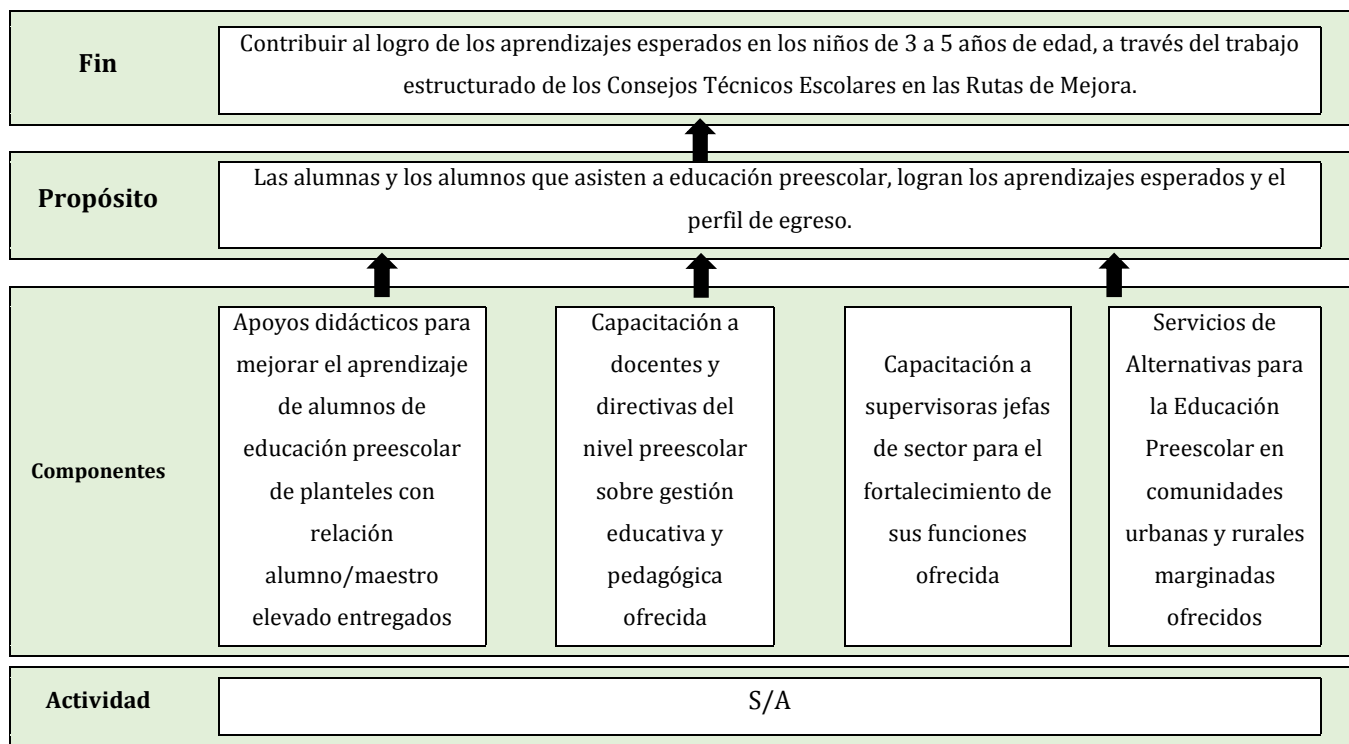 Fin
Contribuir al logro de los aprendizajes esperados en los niños de 3 a 5 años de edad, a través del trabajo
estructurado de los Consejos Técnicos Escolares en las Rutas de Mejora.
Propósito
Las alumnas y los alumnos que asisten a educación preescolar, logran los aprendizajes esperados y el
perfil de egreso.
Componentes
Apoyos didácticos para
mejorar el aprendizaje
de alumnos de
educación preescolar
de planteles con
relación
alumno/maestro
elevado entregados
Capacitación a
docentes y
directivas del
nivel preescolar
sobre gestión
educativa y
pedagógica
ofrecida
Capacitación a
supervisoras jefas
de sector para el
fortalecimiento de
sus funciones
ofrecida
Servicios de
Alternativas para
la Educación
Preescolar en
comunidades
urbanas y rurales
marginadas
ofrecidos
Actividad
S/A